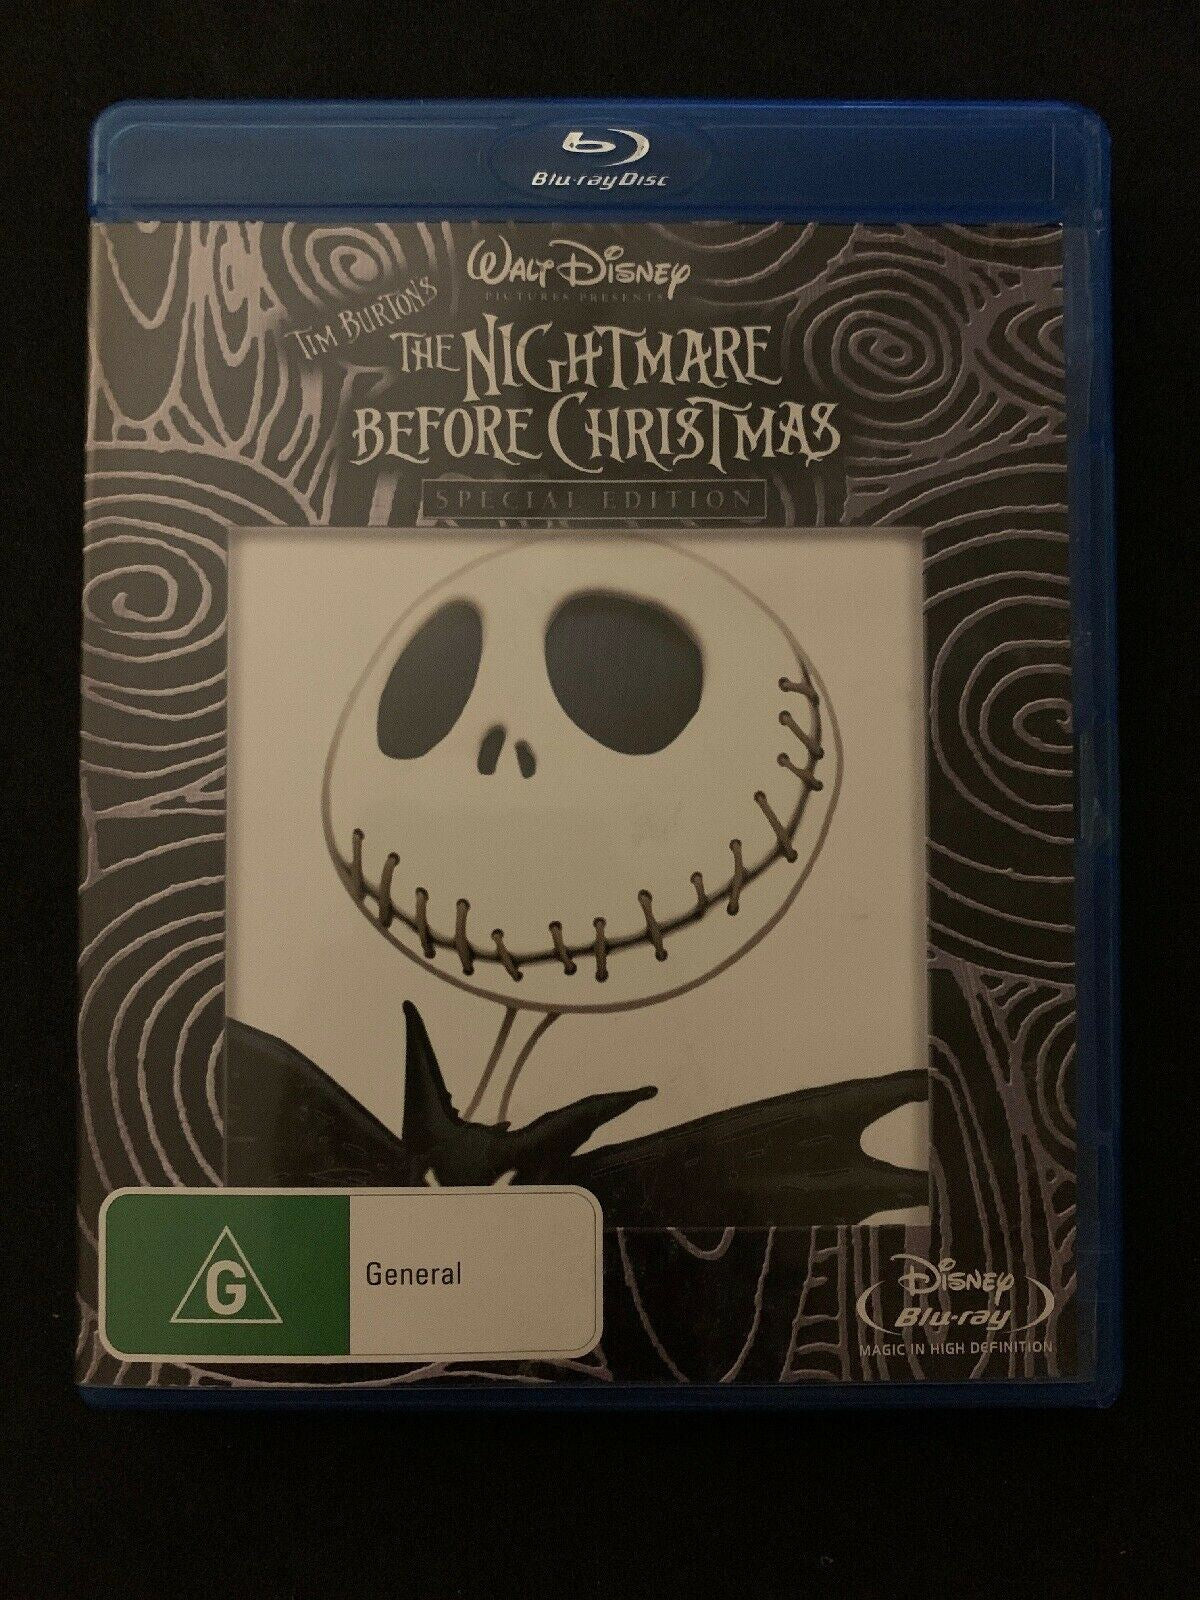 Blu-ray Disc
WALT DISNEY
PICTURES PRESENTS
TIM BURTON'S
THE NIGHTMARE
BEFORE CHRISTMAS
SPECIAL EDITION
G
General
DISNEY
Blu-ray
MAGIC IN HIGH DEFINITION